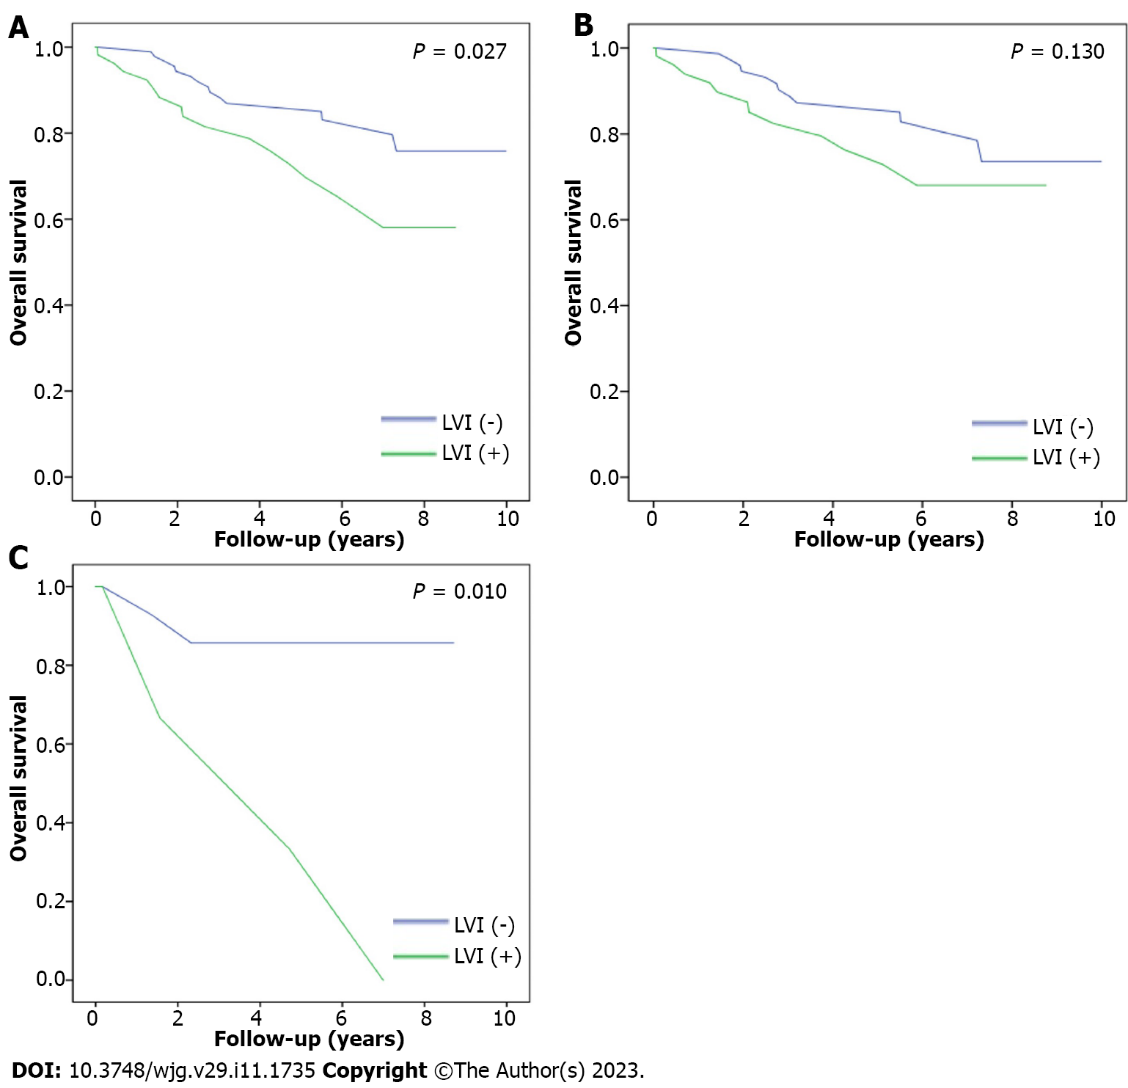 A
P = 0.027
Overall survival
1.0
0.8
0.6
0.4
0.2
0.0
LVI (-)
LVI (+)
0 2 4 6 8 10
Follow-up (years)
B
P = 0.130
Overall survival
1.0
0.8
0.6
0.4
0.2
0.0
LVI (-)
LVI (+)
0 2 4 6 8 10
Follow-up (years)
C
P = 0.010
Overall survival
1.0
0.8
0.6
0.4
0.2
0.0
LVI (-)
LVI (+)
0 2 4 6 8 10
Follow-up (years)
DOI: 10.3748/wjg.v29.i11.1735 Copyright ©The Author(s) 2023.